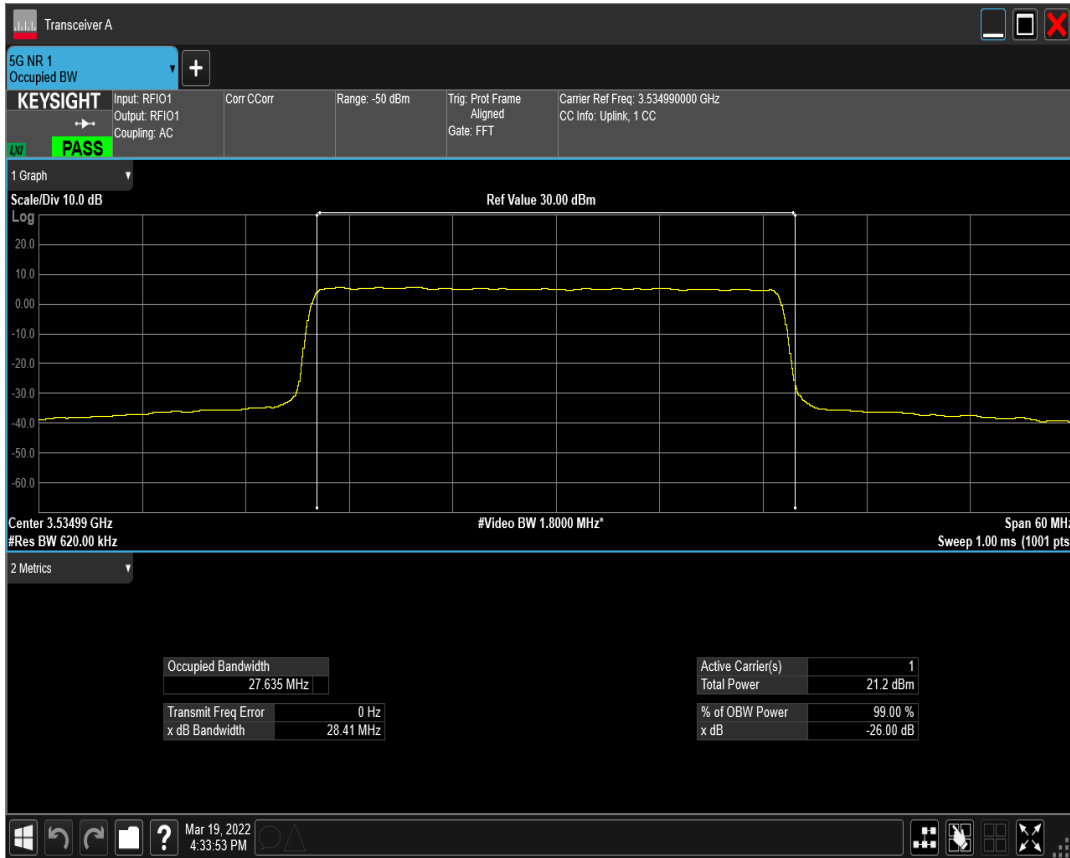 Transceiver A
5G NR 1
Occupied BW
KEYSIGHT
LXI
PASS
Input: RFIO1
Output: RFIO1
Coupling: AC
Corr CCorr
Range: -50 dBm
Trig: Prot Frame
Aligned
Gate: FFT
Carrier Ref Freq: 3.534990000 GHz
CC Info: Uplink, 1 CC
1 Graph
Scale/Div 10.0 dB
Ref Value 30.00 dBm
Log
20.0
10.0
0.00
-10.0
-20.0
-30.0
-40.0
-50.0
-60.0
Center 3.53499 GHz
#Video BW 1.8000 MHz*
Span 60 MHz
#Res BW 620.00 kHz
Sweep 1.00 ms (1001 pts
2 Metrics
Occupied Bandwidth
27.635 MHz
Transmit Freq Error 0 Hz
x dB Bandwidth 28.41 MHz
Active Carrier(s) 1
Total Power 21.2 dBm
% of OBW Power 99.00 %
x dB -26.00 dB
?
Mar 19, 2022
4:33:53 PM